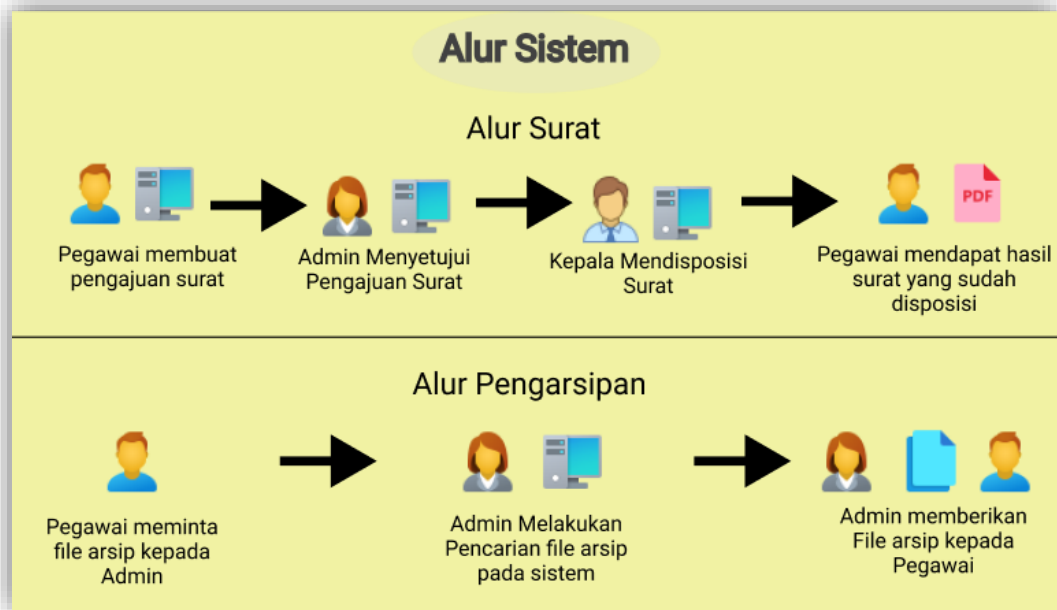 Alur Sistem
Alur Surat
Pegawai membuat
pengajuan surat
Admin Menyetujui
Pengajuan Surat
Kepala Mendisposisi
Surat
PDF
Pegawai mendapat hasil
surat yang sudah
disposisi
Alur Pengarsipan
Pegawai meminta
file arsip kepada
Admin
Admin Melakukan
Pencarian file arsip
pada sistem
Admin memberikan
File arsip kepada
Pegawai